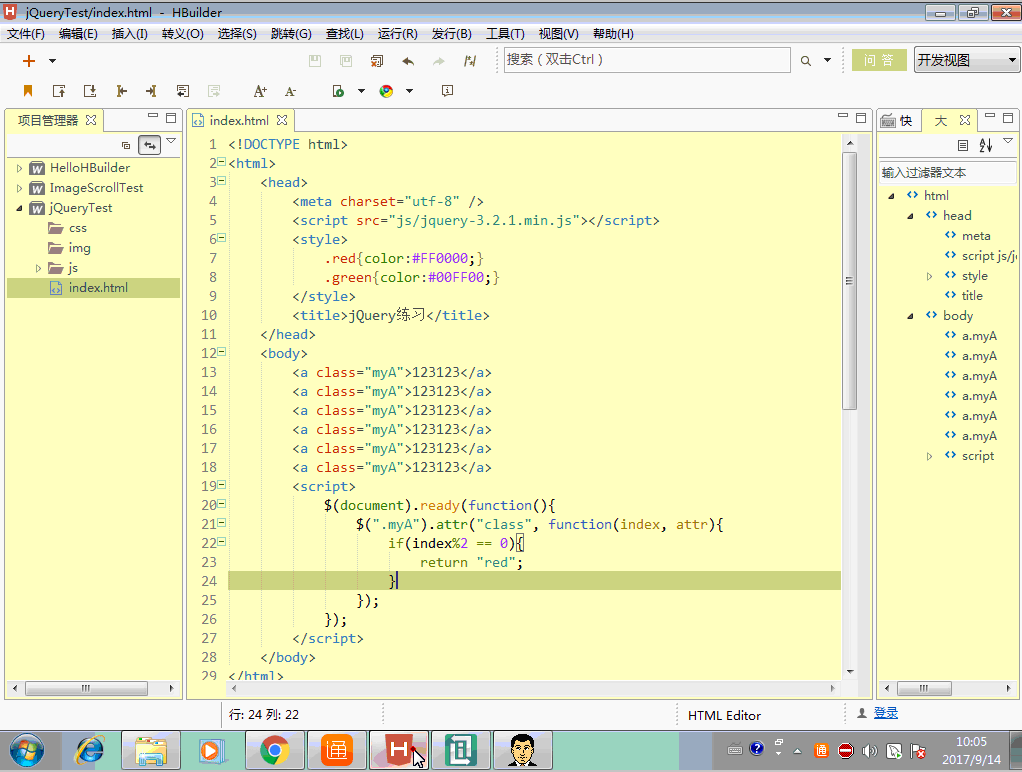 jQueryTest/index.html - HBuilder
文件(F) 编辑(E) 插入(I) 转义(O) 选择(S) 跳转(G) 查找(L) 运行(R) 发行(B) 工具(T) 视图(V) 帮助(H)
搜索（双击Ctrl） 问 答 开发视图
项目管理器
index.html
快 大
HelloHBuilder
ImageScrollTest
jQueryTest
css
img
js
index.html
1 <!DOCTYPE html>
2 <html>
3 <head>
4 <meta charset="utf-8" />
5 <script src="js/jquery-3.2.1.min.js"></script>
6 <style>
7 .red{color:#FF0000;}
8 .green{color:#00FF00;}
9 </style>
10 <title>jQuery练习</title>
11 </head>
12 <body>
13 <a class="myA">123123</a>
14 <a class="myA">123123</a>
15 <a class="myA">123123</a>
16 <a class="myA">123123</a>
17 <a class="myA">123123</a>
18 <a class="myA">123123</a>
19 <script>
20 $(document).ready(function(){
21 $(".myA").attr("class", function(index, attr){
22 if(index%2 == 0){
23 return "red";
24 }
25 });
26 });
27 </script>
28 </body>
29 </html>
输入过滤器文本
html
head
meta
script js/j
style
title
body
a.myA
a.myA
a.myA
a.myA
a.myA
a.myA
script
行: 24 列: 22
HTML Editor
登录
10:05
2017/9/14